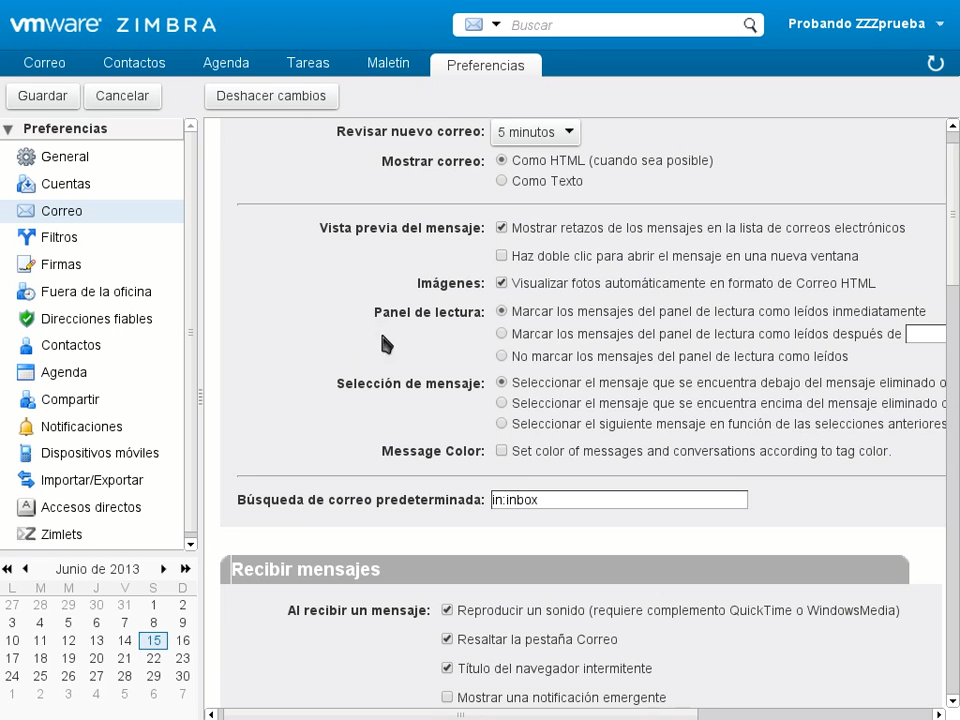 vmware ZIMBRA
Buscar
Probando ZZZprueba
Correo Contactos Agenda Tareas Maletín Preferencias
Guardar Cancelar Deshacer cambios
Preferencias
General
Cuentas
Correo
Filtros
Firmas
Fuera de la oficina
Direcciones fiables
Contactos
Agenda
Compartir
Notificaciones
Dispositivos móviles
Importar/Exportar
Accesos directos
Zimlets
Junio de 2013
L M M J V S D
27 28 29 30 31 1 2
3 4 5 6 7 8 9
10 11 12 13 14 15 16
17 18 19 20 21 22 23
24 25 26 27 28 29 30
1 2 3 4 5 6 7
Revisar nuevo correo: 5 minutos
Mostrar correo: Como HTML (cuando sea posible)
Como Texto
Vista previa del mensaje: Mostrar retazos de los mensajes en la lista de correos electrónicos
Haz doble clic para abrir el mensaje en una nueva ventana
Imágenes: Visualizar fotos automáticamente en formato de Correo HTML
Panel de lectura: Marcar los mensajes del panel de lectura como leídos inmediatamente
Marcar los mensajes del panel de lectura como leídos después de
No marcar los mensajes del panel de lectura como leídos
Selección de mensaje: Seleccionar el mensaje que se encuentra debajo del mensaje eliminado o
Seleccionar el mensaje que se encuentra encima del mensaje eliminado o
Seleccionar el siguiente mensaje en función de las selecciones anteriores
Message Color: Set color of messages and conversations according to tag color.
Búsqueda de correo predeterminada: in:inbox
Recibir mensajes
Al recibir un mensaje: Reproducir un sonido (requiere complemento QuickTime o WindowsMedia)
Resaltar la pestaña Correo
Título del navegador intermitente
Mostrar una notificación emergente